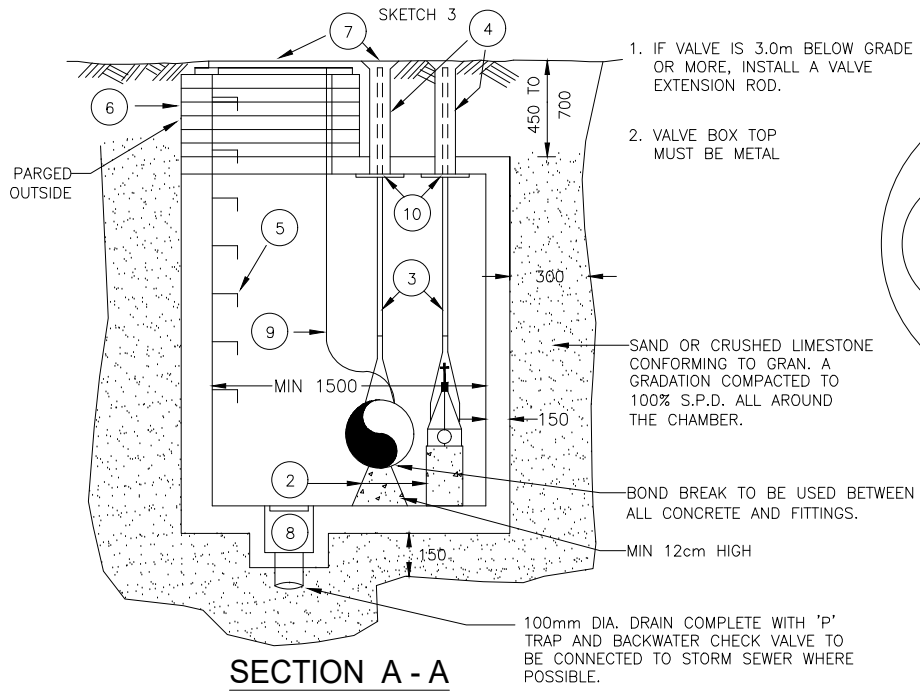 SKETCH 3
7
4
1. IF VALVE IS 3.0m BELOW GRADE
OR MORE, INSTALL A VALVE
EXTENSION ROD.
450 TO
700
6
2. VALVE BOX TOP
MUST BE METAL
PARGED
OUTSIDE
10
5
3
300
9
SAND OR CRUSHED LIMESTONE
CONFORMING TO GRAN. A
GRADATION COMPACTED TO
100% S.P.D. ALL AROUND
THE CHAMBER.
MIN 1500
150
2
BOND BREAK TO BE USED BETWEEN
ALL CONCRETE AND FITTINGS.
8
150
MIN 12cm HIGH
100mm DIA. DRAIN COMPLETE WITH 'P'
TRAP AND BACKWATER CHECK VALVE TO
BE CONNECTED TO STORM SEWER WHERE
POSSIBLE.
SECTION A - A